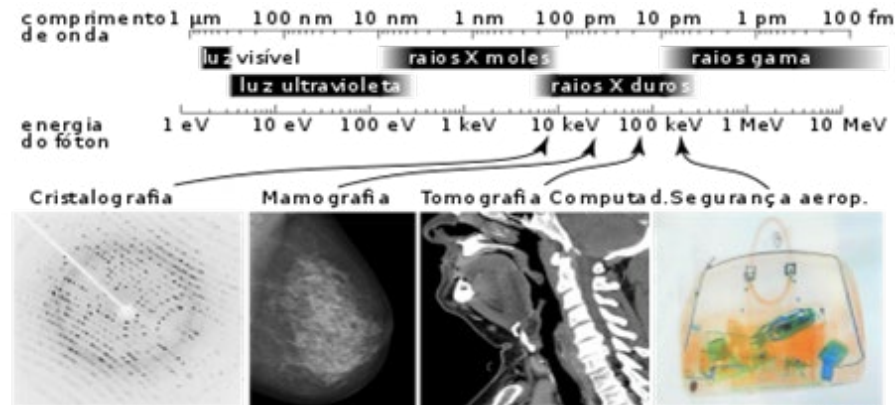 comprimento 1 µm 100 nm 10 nm 1 nm 100 pm 10 pm 1 pm 100 fm
de onda
luz visível raios X moles raios gama
luz ultravioleta raios X duros
energia 1 eV 10 eV 100 eV 1 keV 10 keV 100 keV 1 MeV 10 MeV
do fóton
Cristalografia Mamografia Tomografia Computad. Segurança aerop.